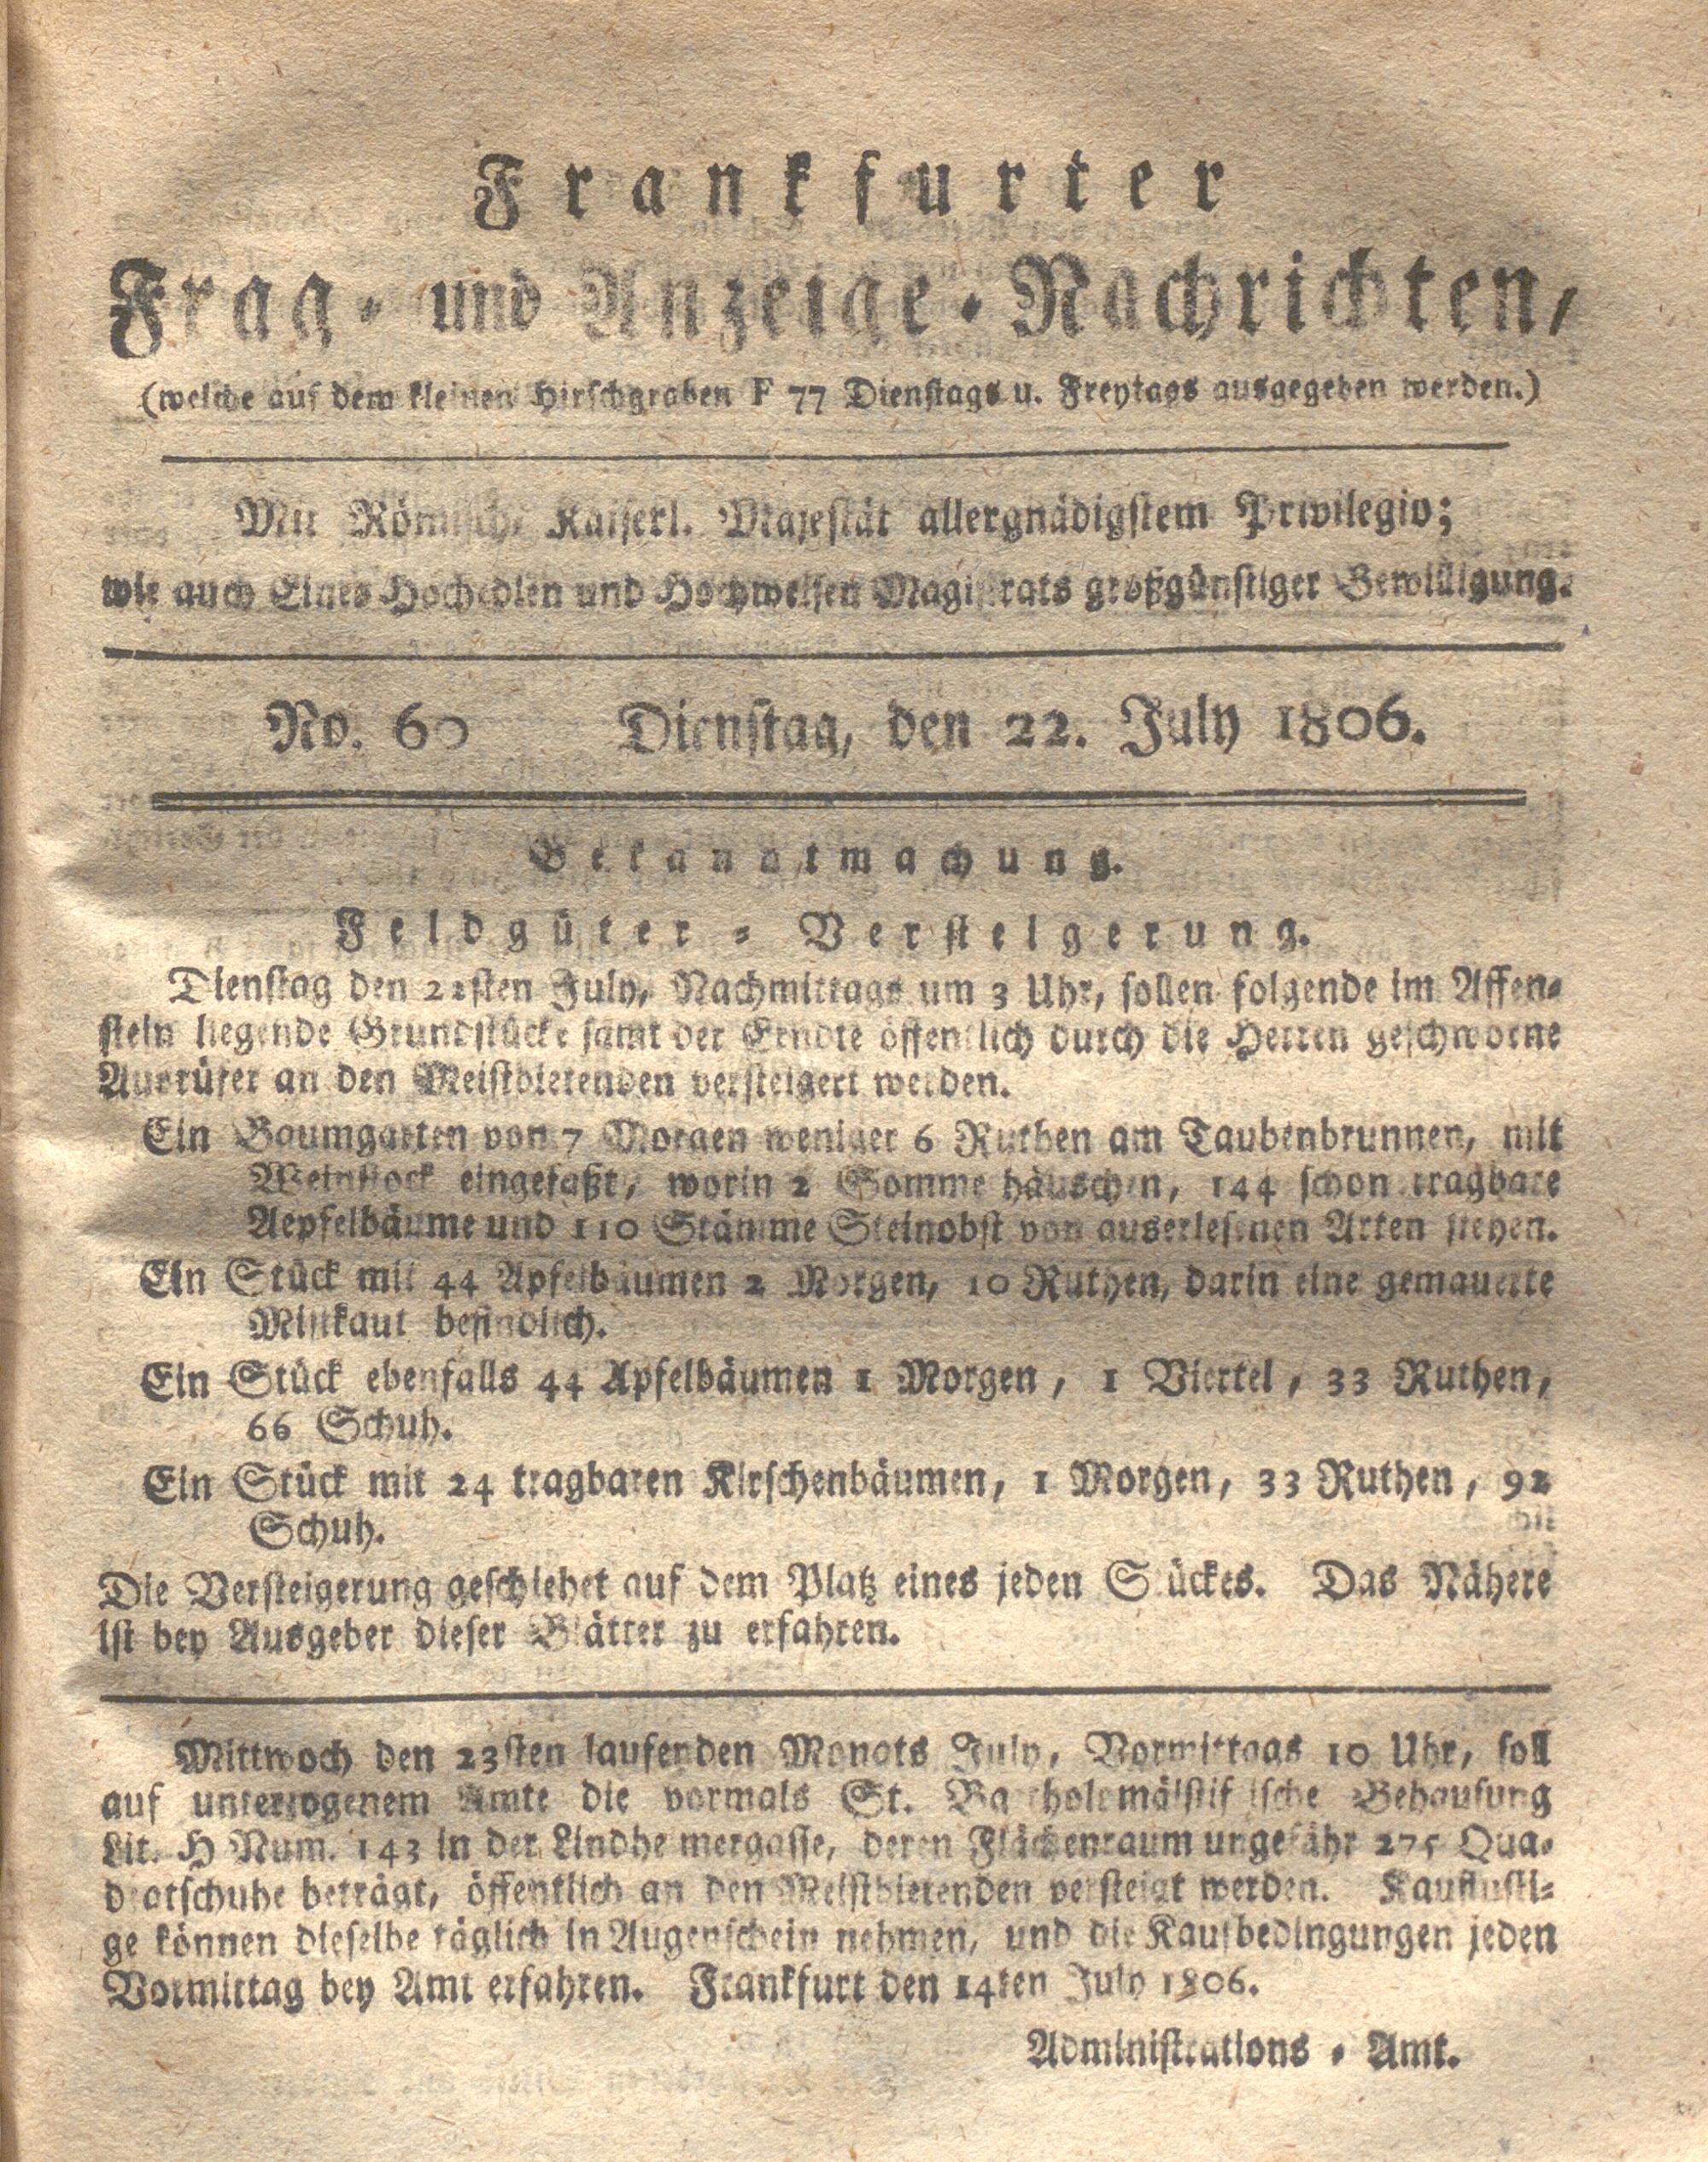 Frankfurter
Frag- und Anzeige-Nachrichten,
(welche auf dem kleinen Hirschgraben F 77 Dienstags u. Freytags ausgegeben werden.)
Mit Römisch. Kaiserl. Majestät allergnädigstem Privilegio;
wie auch Eines Hochedlen und Hochweisen Magistrats großgünstiger Bewilligung.
No. 60 Dienstag, den 22. July 1806.
Bekanntmachung.
Feldgüter-Versteigerung.
Dienstag den 22sten July, Nachmittags um 3 Uhr, sollen folgende im Affen-
stein liegende Grundstücke samt der Erndte öffentlich durch die Herren geschworne
Ausrüfer an den Meistbietenden versteigert werden.
Ein Baumgarten von 7 Morgen weniger 6 Ruthen am Taubenbrunnen, mit
Weinstock eingefaßt, worin 2 Sommerhäuschen, 144 schon tragbare
Aepfelbäume und 110 Stämme Steinobst von auserlesenen Arten stehen.
Ein Stück mit 44 Apfelbäumen 2 Morgen, 10 Ruthen, darin eine gemauerte
Mistkaut befindlich.
Ein Stück ebenfalls 44 Apfelbäumen 1 Morgen, 1 Viertel, 33 Ruthen,
66 Schuh.
Ein Stück mit 24 tragbaren Kirschenbäumen, 1 Morgen, 33 Ruthen, 92
Schuh.
Die Versteigerung geschiehet auf dem Platz eines jeden Stückes. Das Nähere
ist bey Ausgeber dieser Blätter zu erfahren.
Mittwoch den 23sten laufenden Monats July, Vormittags 10 Uhr, soll
auf unterzogenem Amte die vormals St. Bartholomäistiftische Behausung
Lit. H Num. 143 in der Lindheimergasse, deren Flächenraum ungefähr 275 Qua-
dratschuhe beträgt, öffentlich an den Meistbietenden versteigt werden. Kauflusti-
ge können dieselbe täglich in Augenschein nehmen, und die Kaufbedingungen jeden
Vormittag bey Amt erfahren. Frankfurt den 14ten July 1806.
Administrations-Amt.